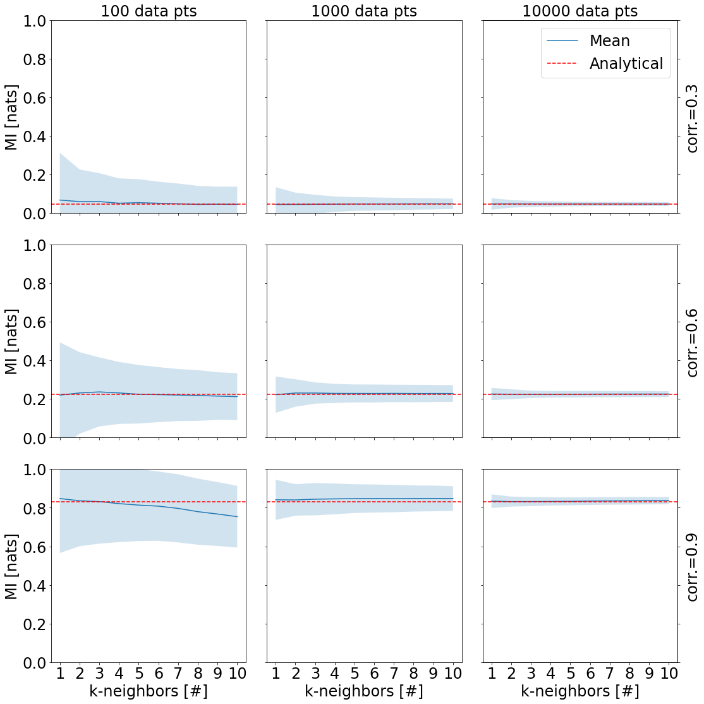 100 data pts 1000 data pts 10000 data pts
1.0
0.8
0.6
0.4
0.2
0.0
MI [nats]
Mean
Analytical
corr.=0.3
1.0
0.8
0.6
0.4
0.2
0.0
MI [nats]
corr.=0.6
1.0
0.8
0.6
0.4
0.2
0.0
MI [nats]
corr.=0.9
1 2 3 4 5 6 7 8 9 10 1 2 3 4 5 6 7 8 9 10 1 2 3 4 5 6 7 8 9 10
k-neighbors [#] k-neighbors [#] k-neighbors [#]